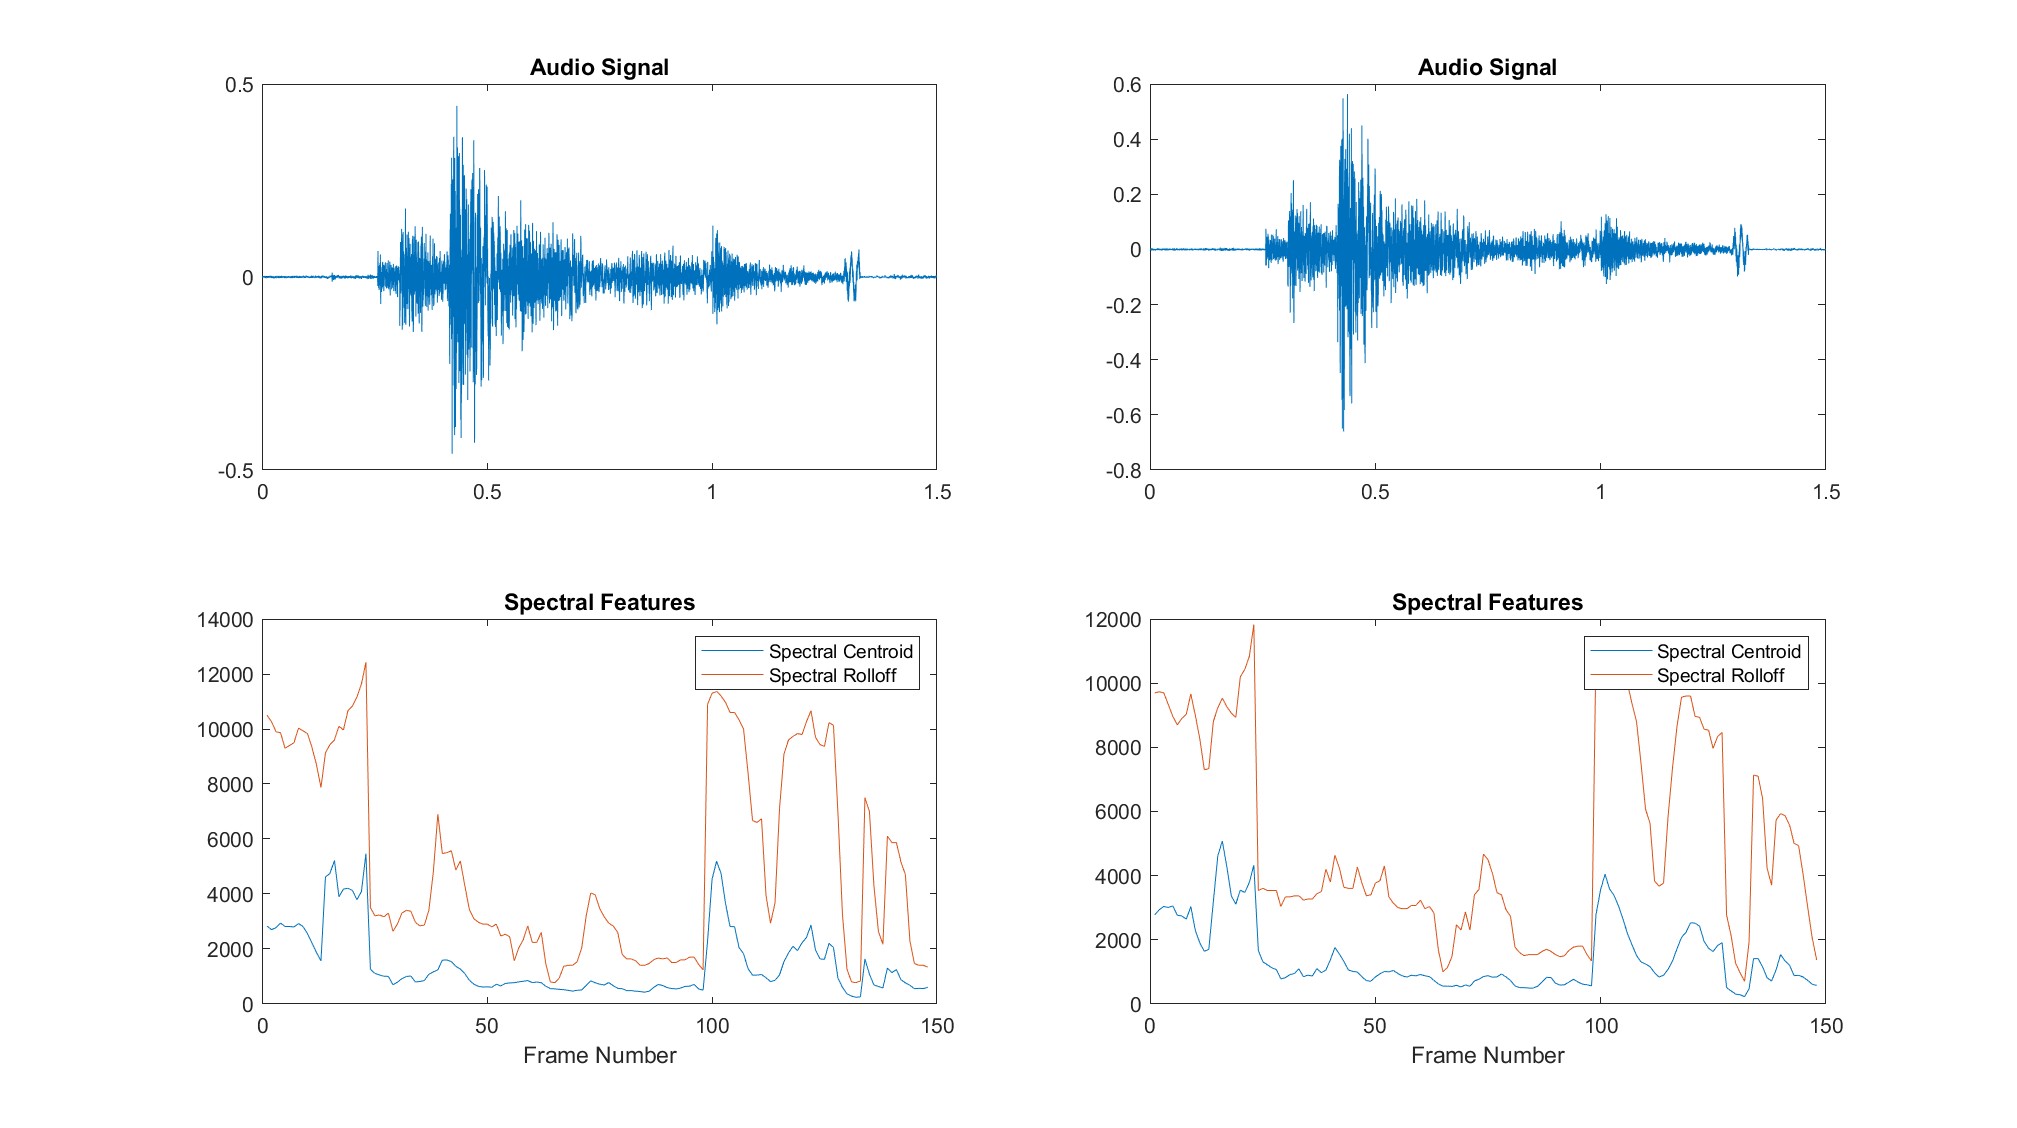 Audio Signal
0.5
0
-0.5
0 0.5 1 1.5
Audio Signal
0.6
0.4
0.2
0
-0.2
-0.4
-0.6
-0.8
0 0.5 1 1.5
Spectral Features
14000
12000
10000
8000
6000
4000
2000
0
Spectral Centroid
Spectral Rolloff
0 50 100 150
Frame Number
Spectral Features
12000
10000
8000
6000
4000
2000
0
Spectral Centroid
Spectral Rolloff
0 50 100 150
Frame Number